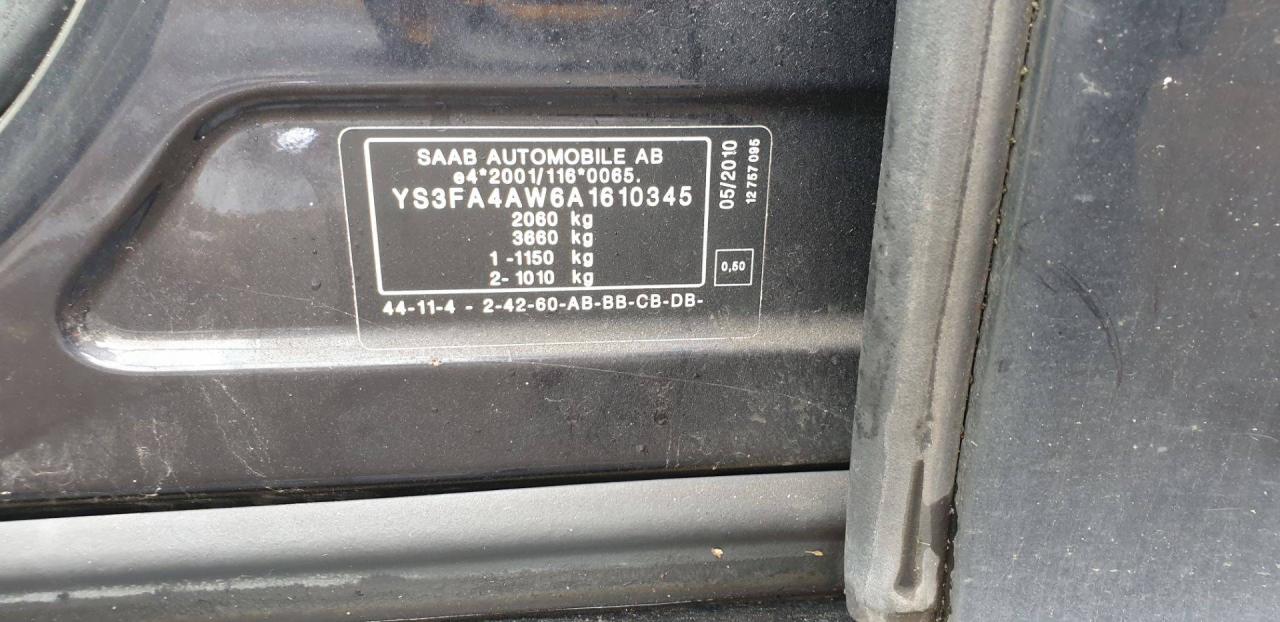 SAAB AUTOMOBILE AB
e4*2001/116*0065.
YS3FA4AW6A1610345
2060 kg
3660 kg
1 -1150 kg
2- 1010 kg
44-11-4 - 2-42-60-AB-BB-CB-DB-
05/2010
12 757 095
0,50